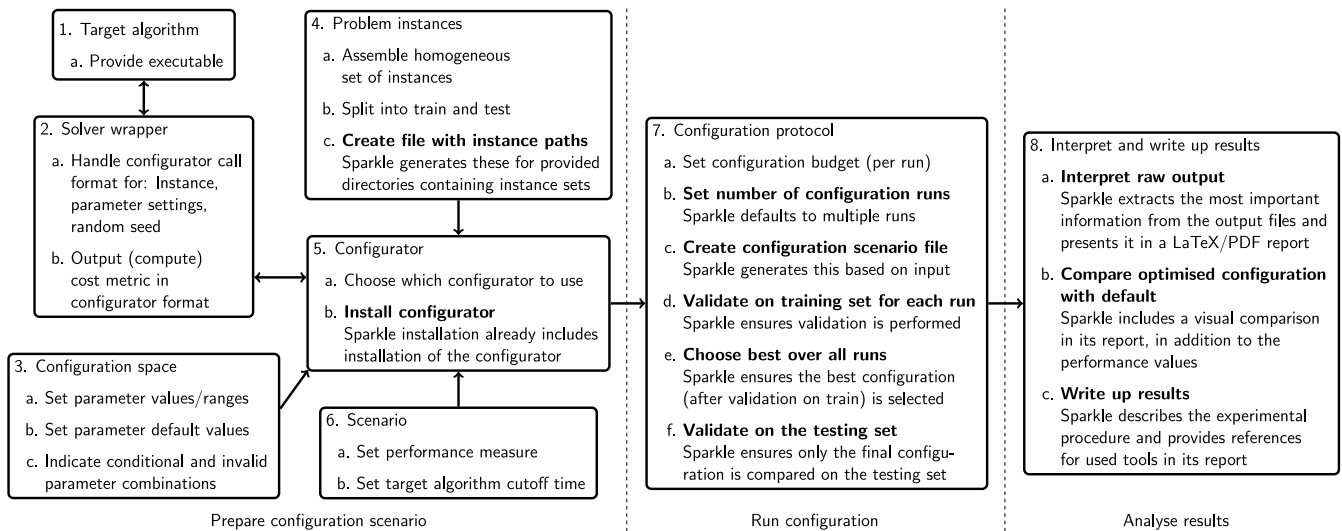 1. Target algorithm
a. Provide executable
2. Solver wrapper
a. Handle configurator call
format for: Instance,
parameter settings,
random seed
b. Output (compute)
cost metric in
configurator format
3. Configuration space
a. Set parameter values/ranges
b. Set parameter default values
c. Indicate conditional and invalid
parameter combinations
4. Problem instances
a. Assemble homogeneous
set of instances
b. Split into train and test
c. Create file with instance paths
Sparkle generates these for provided
directories containing instance sets
5. Configurator
a. Choose which configurator to use
b. Install configurator
Sparkle installation already includes
installation of the configurator
6. Scenario
a. Set performance measure
b. Set target algorithm cutoff time
Prepare configuration scenario
7. Configuration protocol
a. Set configuration budget (per run)
b. Set number of configuration runs
Sparkle defaults to multiple runs
c. Create configuration scenario file
Sparkle generates this based on input
d. Validate on training set for each run
Sparkle ensures validation is performed
e. Choose best over all runs
Sparkle ensures the best configuration
(after validation on train) is selected
f. Validate on the testing set
Sparkle ensures only the final configu-
ration is compared on the testing set
Run configuration
8. Interpret and write up results
a. Interpret raw output
Sparkle extracts the most important
information from the output files and
presents it in a LaTeX/PDF report
b. Compare optimised configuration
with default
Sparkle includes a visual comparison
in its report, in addition to the
performance values
c. Write up results
Sparkle describes the experimental
procedure and provides references
for used tools in its report
Analyse results